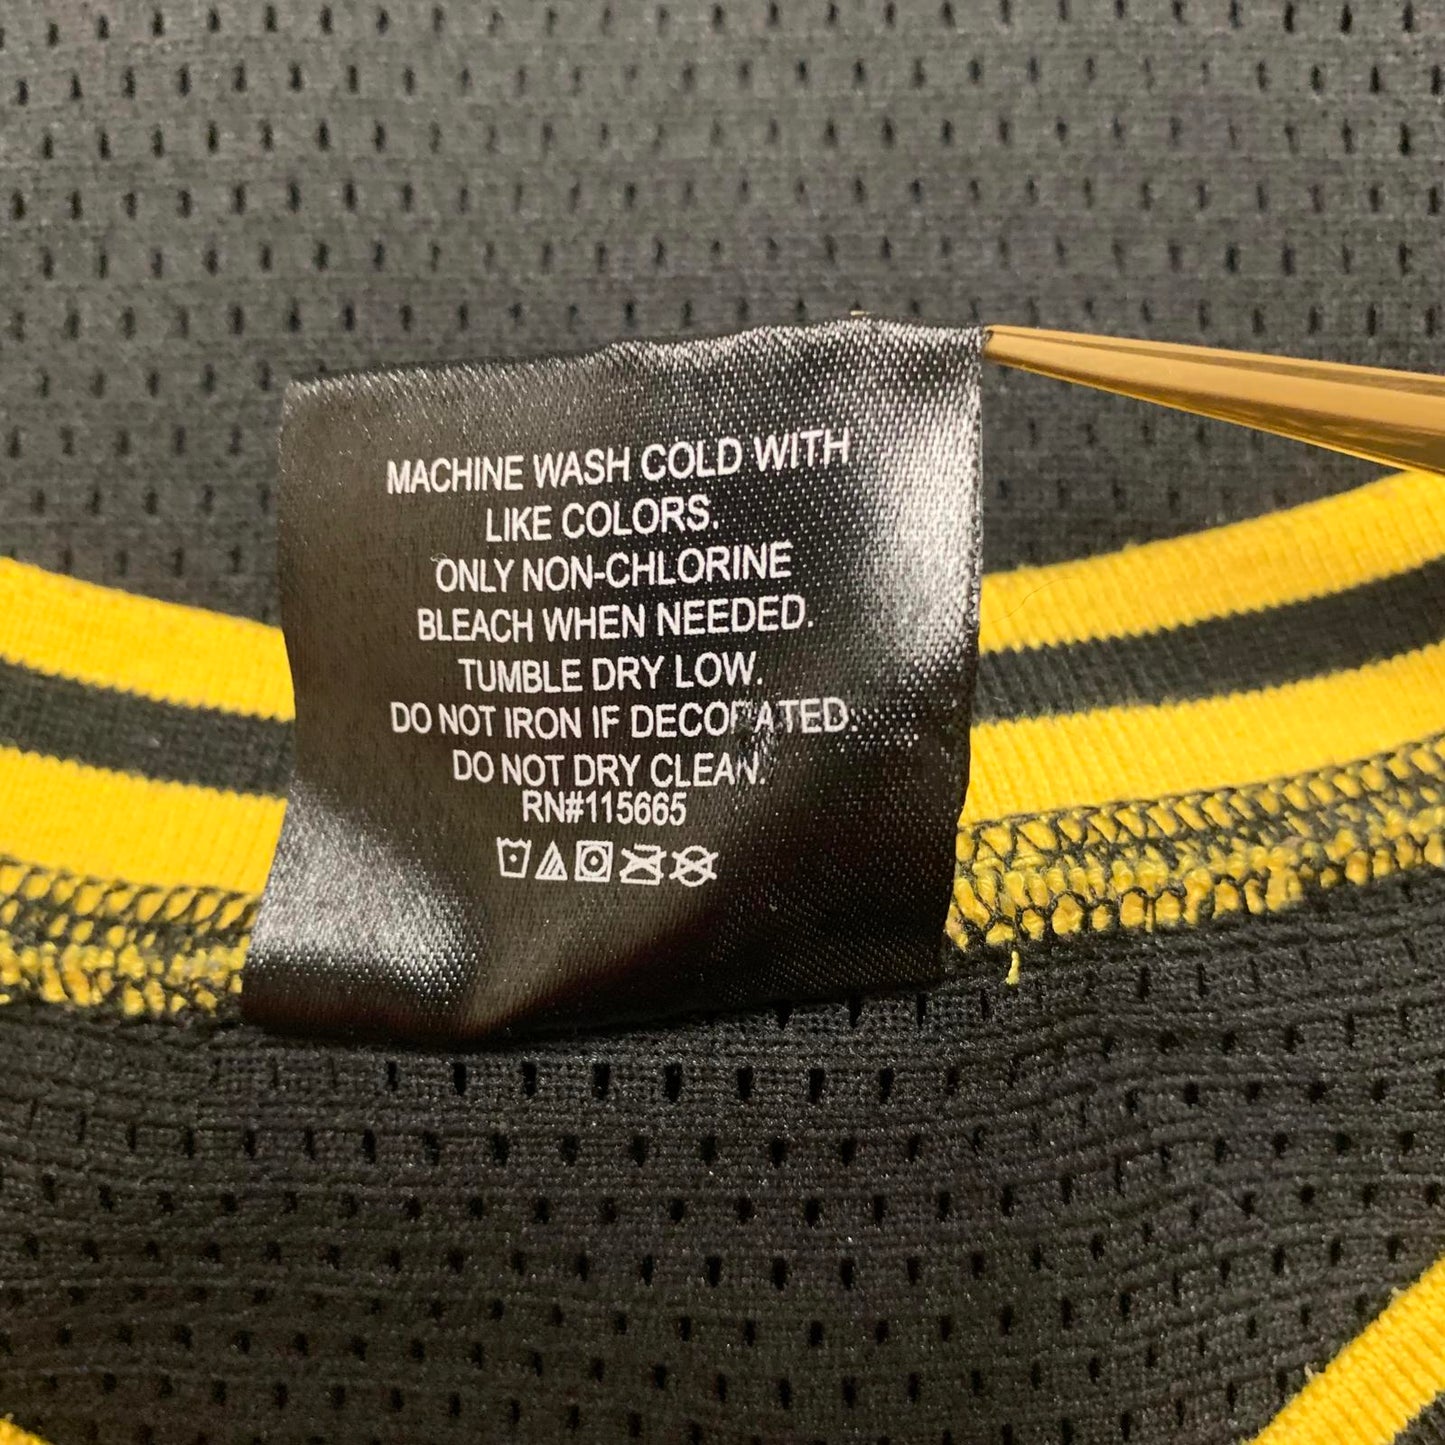 MACHINE WASH COLD WITH
LIKE COLORS.
ONLY NON-CHLORINE
BLEACH WHEN NEEDED.
TUMBLE DRY LOW.
DO NOT IRON IF DECORATED.
DO NOT DRY CLEAN.
RN#115665